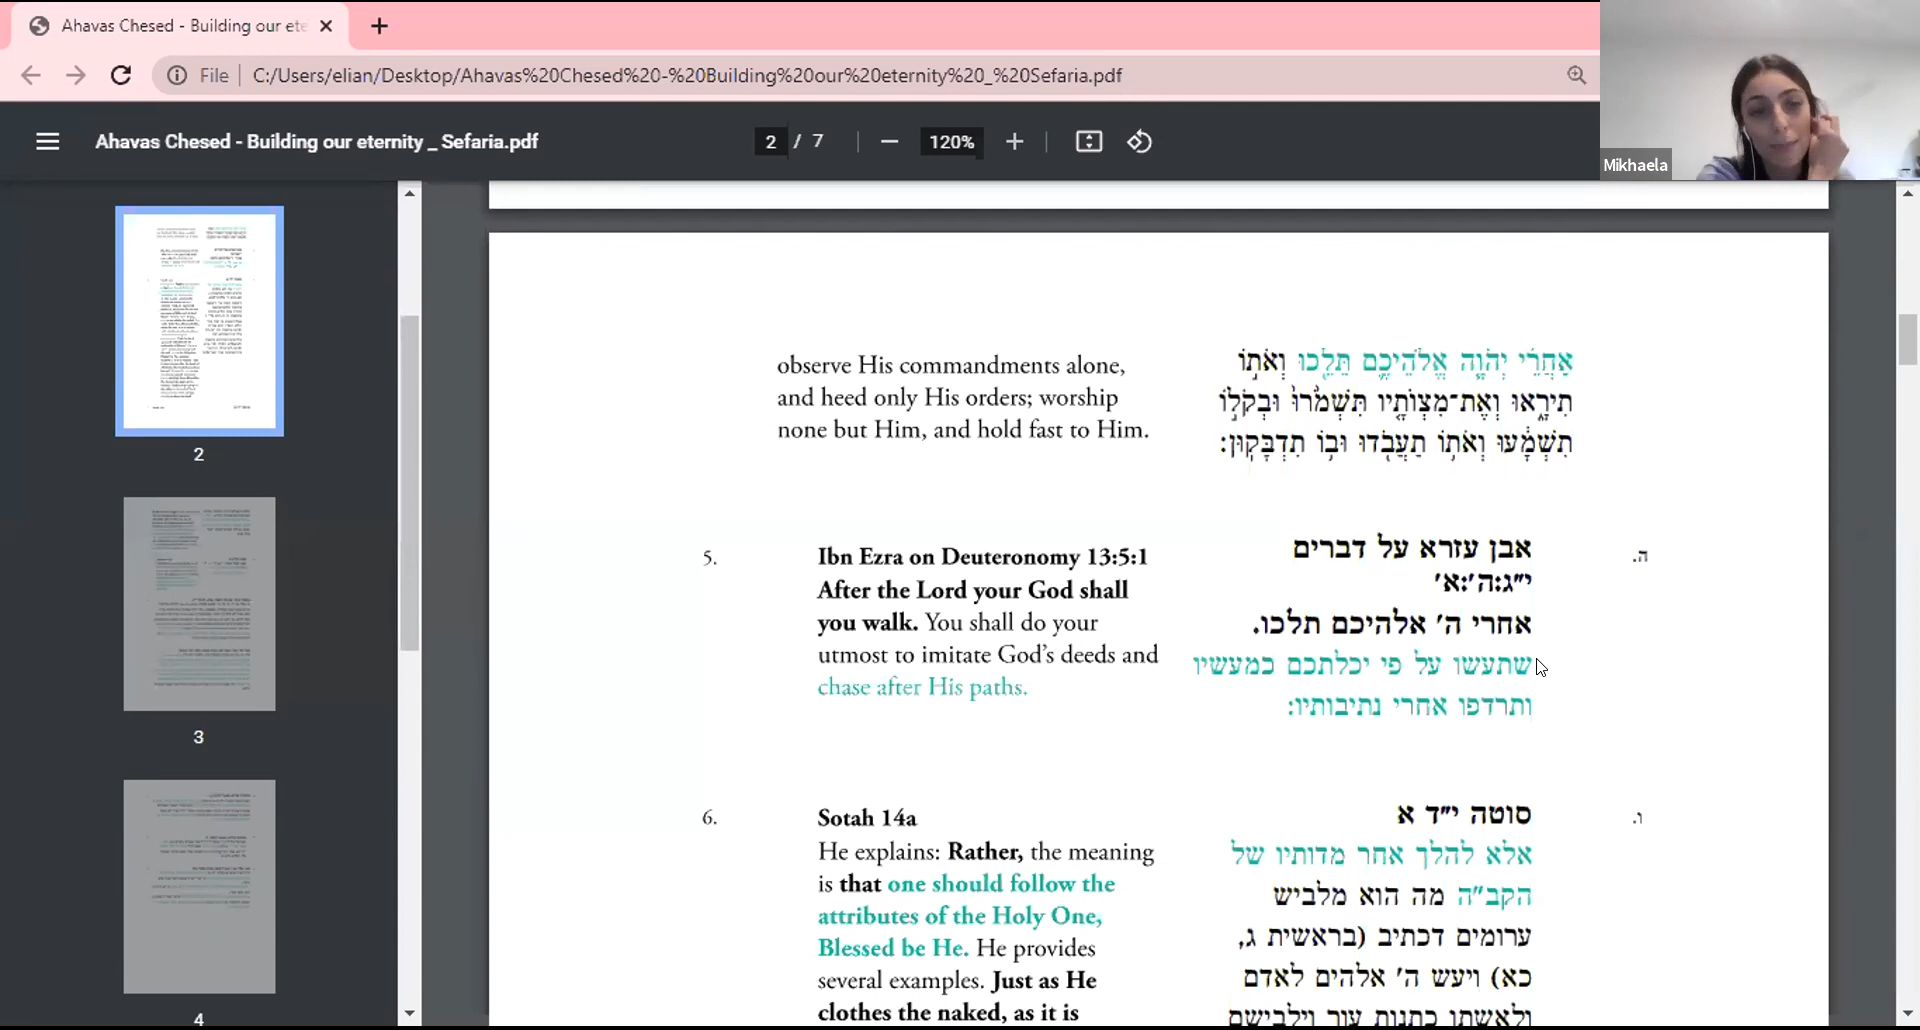 Ahavas Chesed - Building our ete
File
C:/Users/elian/Desktop/Ahavas%20Chesed%20-%20Building%20our%20eternity%20_%20Sefaria.pdf
Mikhaela
Ahavas Chesed - Building our eternity _ Sefaria.pdf
2 / 7
120%
2
3
4
observe His commandments alone,
and heed only His orders; worship
none but Him, and hold fast to Him.
אַחֲרֵ֨י יְהֹוָ֧ה אֱלֹהֵיכֶ֛ם תֵּלֵ֖כוּ וְאֹת֣וֹ
תִירָ֑אוּ וְאֶת־מִצְוֺתָ֤יו תִּשְׁמֹ֙רוּ֙ וּבְקֹל֣וֹ
תִשְׁמָ֔עוּ וְאֹת֥וֹ תַעֲבֹ֖דוּ וּב֥וֹ תִדְבָּקֽוּן׃
5.
Ibn Ezra on Deuteronomy 13:5:1
After the Lord your God shall
you walk. You shall do your
utmost to imitate God’s deeds and
chase after His paths.
ה.
אבן עזרא על דברים
י״ג:ה׳:א׳
אחרי ה׳ אלהיכם תלכו.
שתעשו על פי יכלתכם כמעשיו
ותרדפו אחרי נתיבותיו:
6.
Sotah 14a
He explains: Rather, the meaning
is that one should follow the
attributes of the Holy One,
Blessed be He. He provides
several examples. Just as He
clothes the naked, as it is
ו.
סוטה י״ד א
אלא להלך אחר מדותיו של
הקב״ה מה הוא מלביש
ערומים דכתיב (בראשית ג,
כא) ויעש ה׳ אלהים לאדם
ולאשתו כתנות עור וילבישם